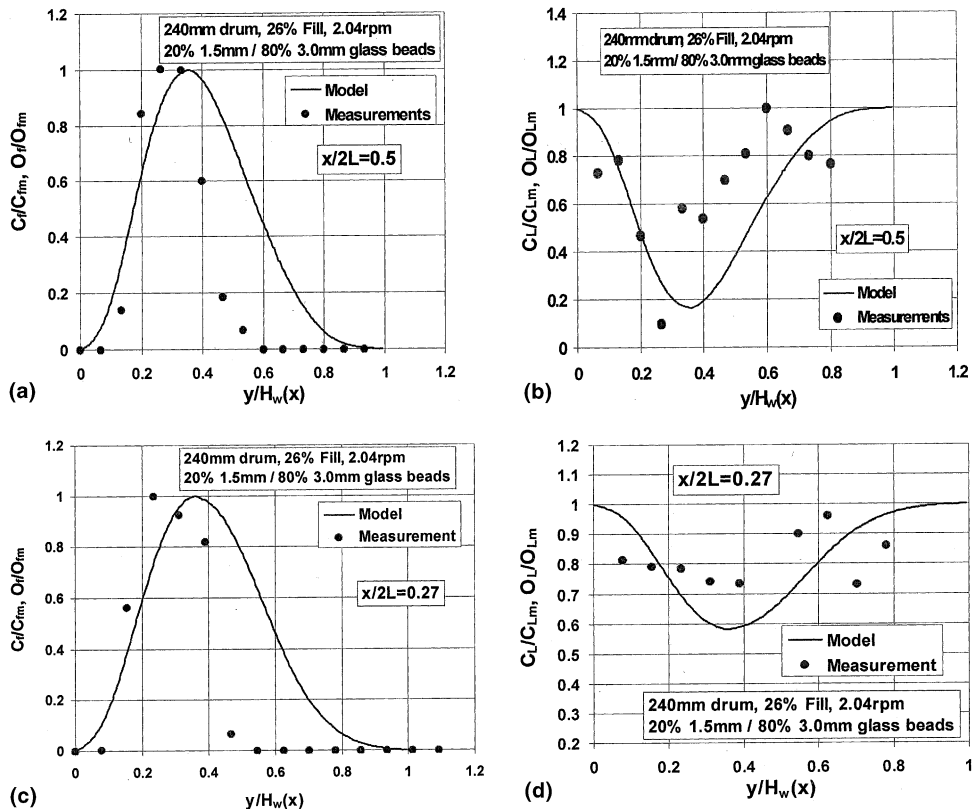 240mm drum, 26% Fill, 2.04rpm
20% 1.5mm / 80% 3.0mm glass beads
Model
Measurements
x/2L=0.5
Cf/Cfm, Of/Ofm
1.2
1
0.8
0.6
0.4
0.2
0
0 0.2 0.4 0.6 0.8 1 1.2
y/Hw(x)
(a)
240mm drum, 26% Fill, 2.04rpm
20% 1.5mm / 80% 3.0mm glass beads
x/2L=0.5
Model
Measurements
CL/CLm, OL/OLm
1.4
1.2
1
0.8
0.6
0.4
0.2
0
0 0.2 0.4 0.6 0.8 1 1.2
y/Hw(x)
(b)
240mm drum, 26% Fill, 2.04rpm
20% 1.5mm / 80% 3.0mm glass beads
Model
Measurement
x/2L=0.27
Cf/Cfm, Of/Ofm
1.2
1
0.8
0.6
0.4
0.2
0
0 0.2 0.4 0.6 0.8 1 1.2
y/Hw(x)
(c)
x/2L=0.27
Model
Measurement
240mm drum, 26% Fill, 2.04rpm
20% 1.5mm / 80% 3.0mm glass beads
CL/CLm, OL/OLm
1.2
1.1
1
0.9
0.8
0.7
0.6
0.5
0.4
0.3
0.2
0 0.2 0.4 0.6 0.8 1
y/Hw(x)
(d)